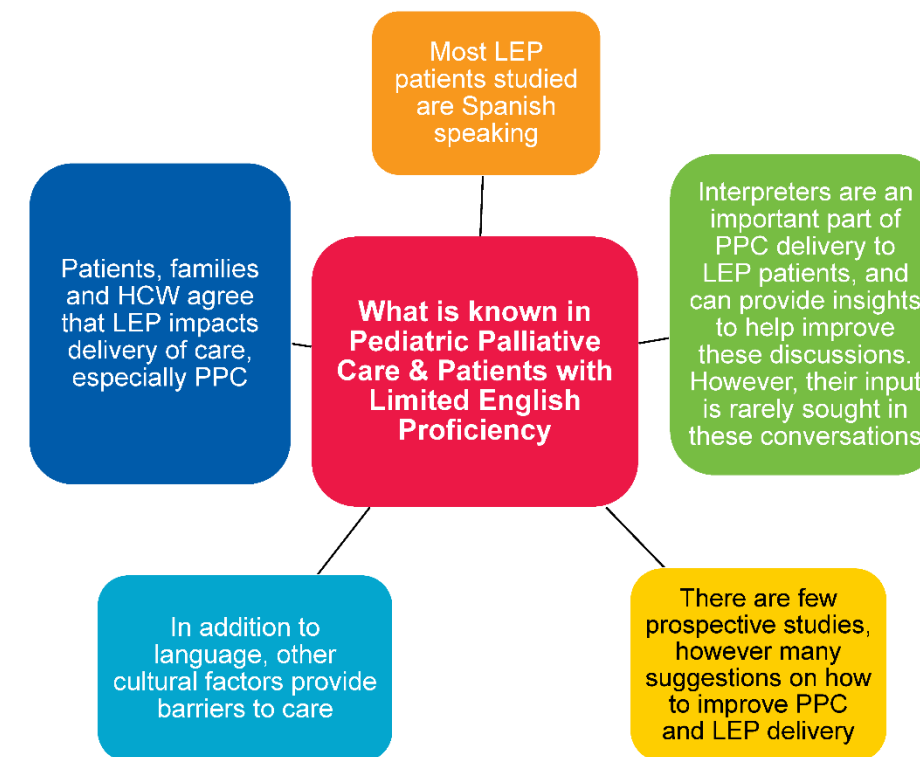 Most LEP
patients studied
are Spanish
speaking
Patients, families
and HCW agree
that LEP impacts
delivery of care,
especially PPC
What is known in
Pediatric Palliative
Care & Patients with
Limited English
Proficiency
Interpreters are an
important part of
PPC delivery to
LEP patients, and
can provide insights
to help improve
these discussions.
However, their input
is rarely sought in
these conversations
In addition to
language, other
cultural factors provide
barriers to care
There are few
prospective studies,
however many
suggestions on how
to improve PPC
and LEP delivery